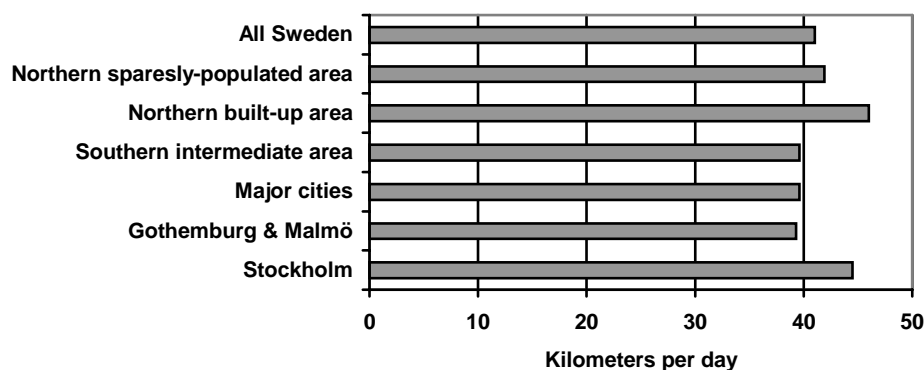 All Sweden
Northern sparesly-populated area
Northern built-up area
Southern intermediate area
Major cities
Gothemburg & Malmö
Stockholm
0 10 20 30 40 50
Kilometers per day